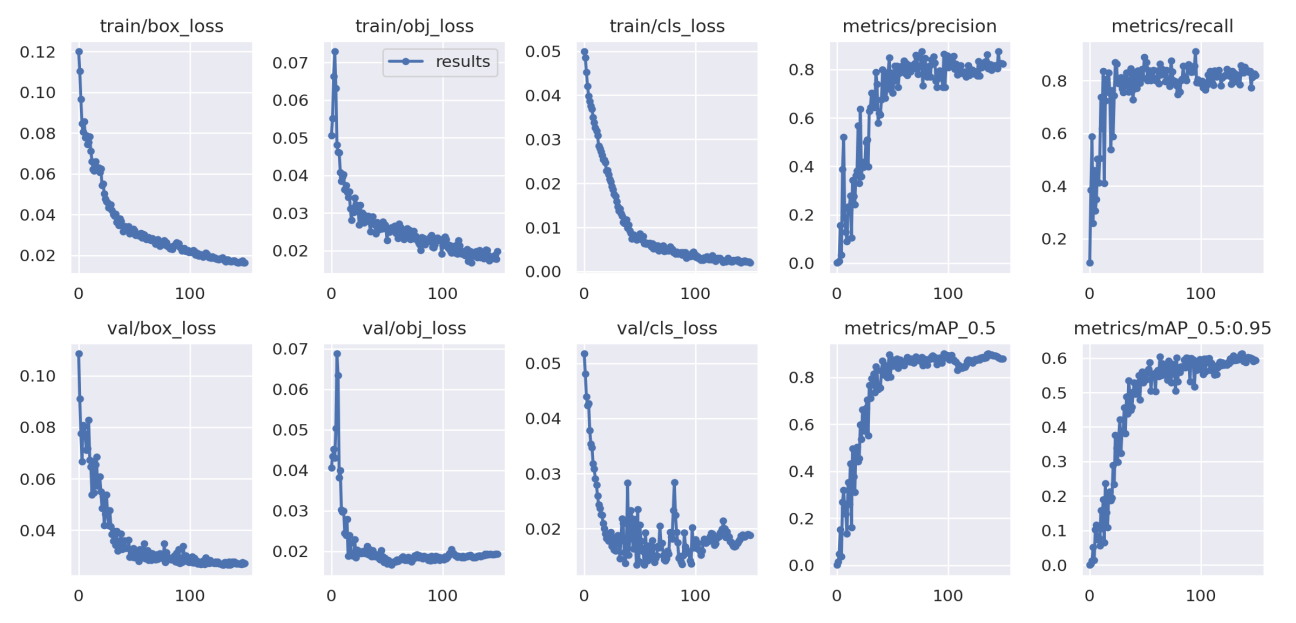 train/box_loss train/obj_loss train/cls_loss metrics/precision metrics/recall
0.12 0.10 0.08 0.06 0.04 0.02
0 100
results
0.07 0.06 0.05 0.04 0.03 0.02
0 100
0.05 0.04 0.03 0.02 0.01 0.00
0 100
0.8 0.6 0.4 0.2 0.0
0 100
0.8 0.6 0.4 0.2
0 100
val/box_loss val/obj_loss val/cls_loss metrics/mAP_0.5 metrics/mAP_0.5:0.95
0.10 0.08 0.06 0.04
0 100
0.07 0.06 0.05 0.04 0.03 0.02
0 100
0.05 0.04 0.03 0.02
0 100
0.8 0.6 0.4 0.2 0.0
0 100
0.6 0.5 0.4 0.3 0.2 0.1 0.0
0 100